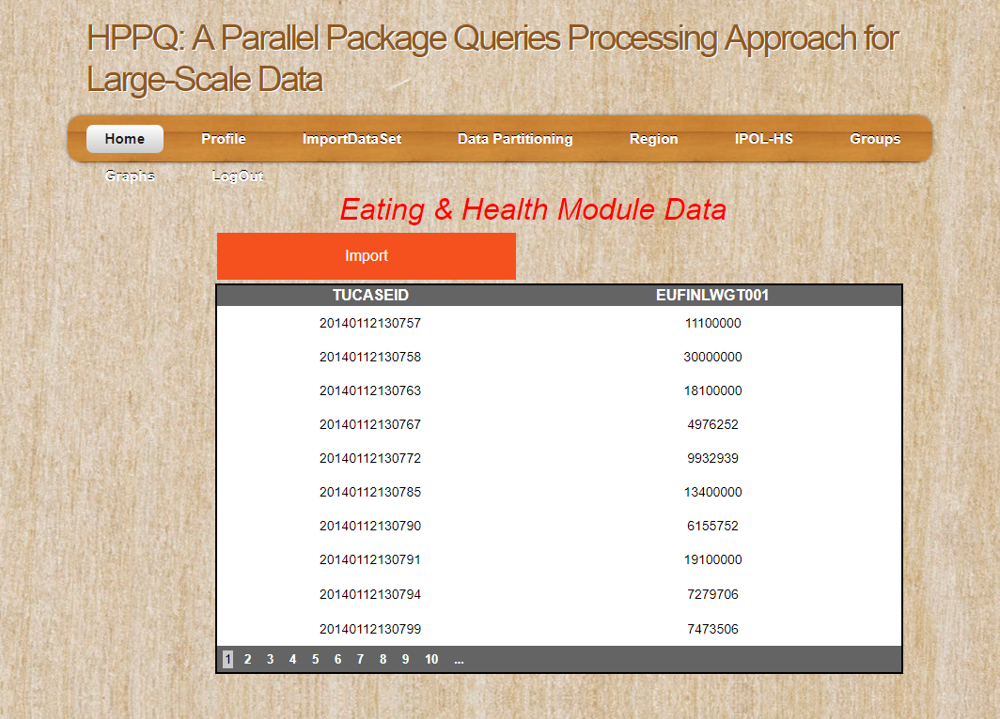 HPPQ: A Parallel Package Queries Processing Approach for
Large-Scale Data
Home Profile ImportDataSet Data Partitioning Region IPOL-HS Groups
Graphs LogOut
Eating & Health Module Data
Import
TUCASEID EUFINLWGT001
20140112130757 11100000
20140112130758 30000000
20140112130763 18100000
20140112130767 4976252
20140112130772 9932939
20140112130785 13400000
20140112130790 6155752
20140112130791 19100000
20140112130794 7279706
20140112130799 7473506
1 2 3 4 5 6 7 8 9 10 ...